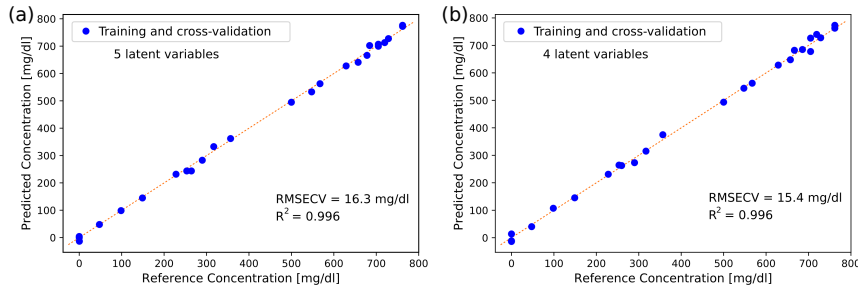 (a)
Training and cross-validation
5 latent variables
RMSECV = 16.3 mg/dl
R² = 0.996
Predicted Concentration [mg/dl]
800
700
600
500
400
300
200
100
0
0 100 200 300 400 500 600 700 800
Reference Concentration [mg/dl]
(b)
Training and cross-validation
4 latent variables
RMSECV = 15.4 mg/dl
R² = 0.996
Predicted Concentration [mg/dl]
800
700
600
500
400
300
200
100
0
0 100 200 300 400 500 600 700 800
Reference Concentration [mg/dl]